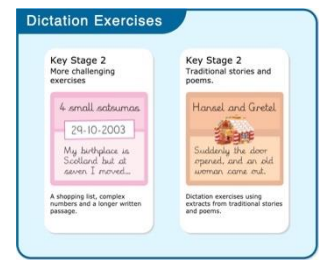 Dictation Exercises
Key Stage 2
More challenging
exercises
4 small satsumas
29-10-2003
My birthplace is
Scotland but at
seven I moved...
A shopping list, complex
numbers and a longer written
passage.
Key Stage 2
Traditional stories and
poems.
Hansel and Gretel
Suddenly the door
opened, and an old
woman came out.
Dictation exercises using
extracts from traditional stories
and poems.